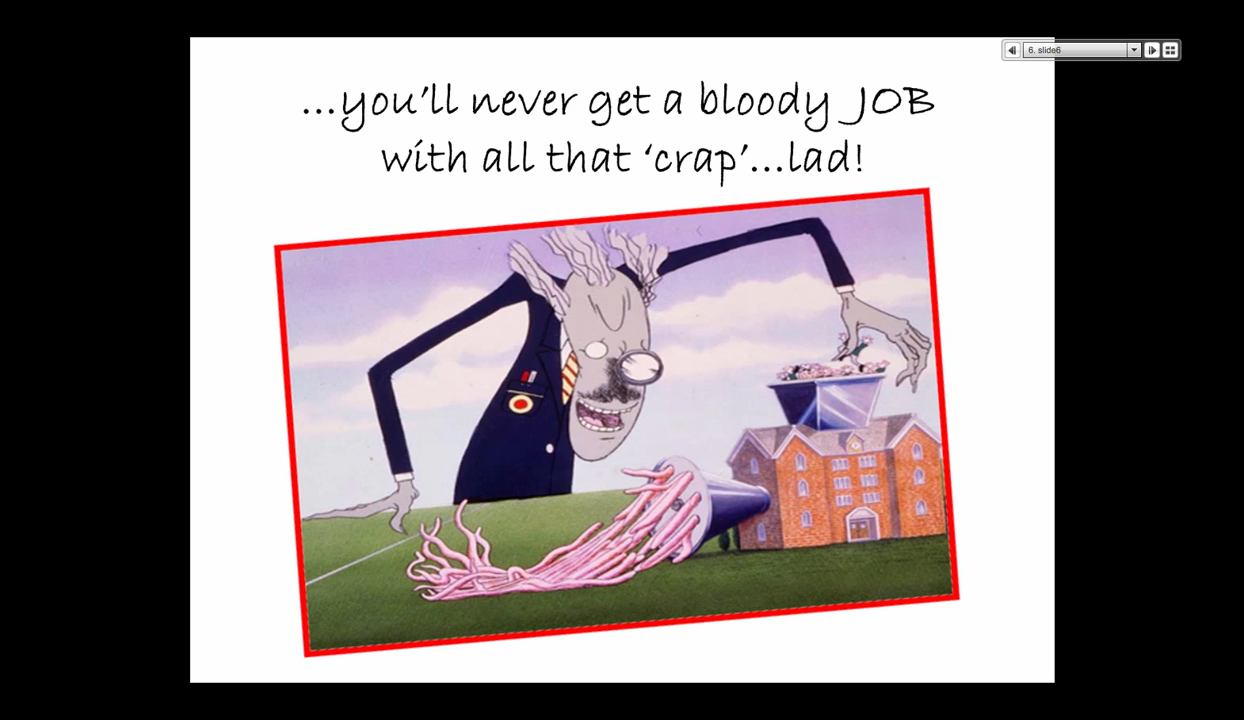 6. slide6
...you'll never get a bloody JOB
with all that 'crap'...lad!